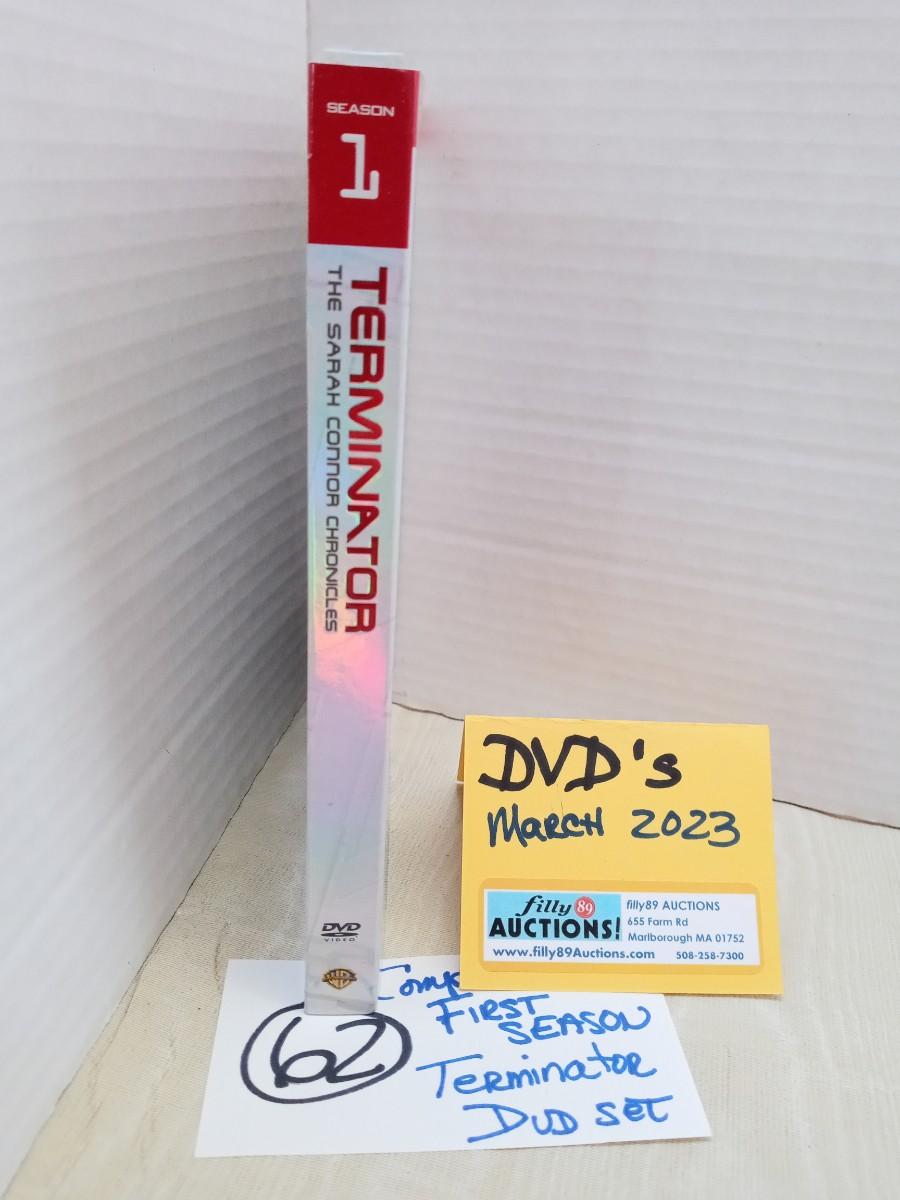 SEASON
1
TERMINATOR
THE SARAH CONNOR CHRONICLES
DVD
VIDEO
DVD's
MARCH 2023
filly 89
AUCTIONS!
www.filly89Auctions.com
filly89 AUCTIONS
655 Farm Rd
Marlborough MA 01752
508-258-7300
62
FIRST
SEASON
Terminator
DVD SET